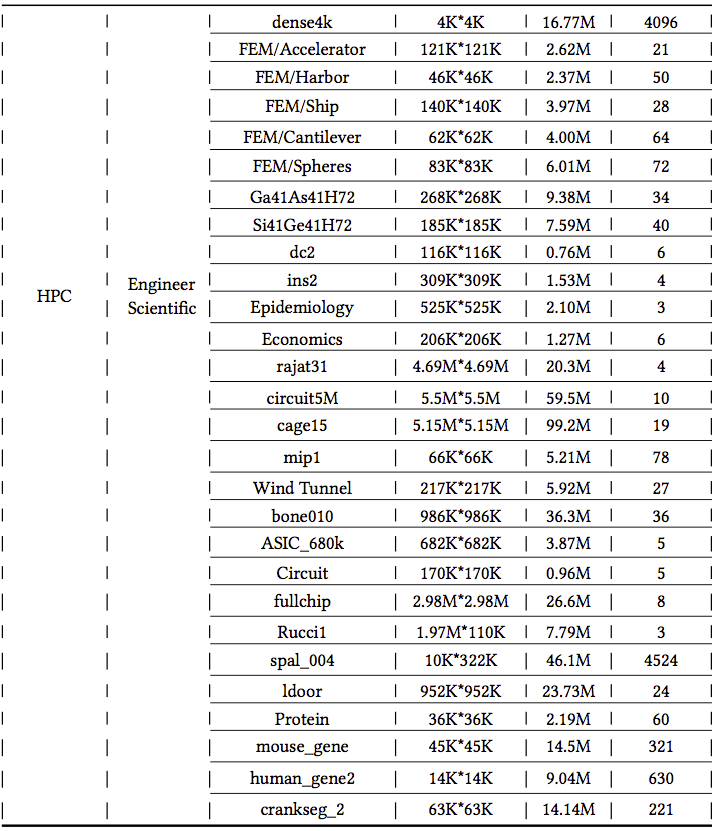 dense4k 4K*4K 16.77M 4096
FEM/Accelerator 121K*121K 2.62M 21
FEM/Harbor 46K*46K 2.37M 50
FEM/Ship 140K*140K 3.97M 28
FEM/Cantilever 62K*62K 4.00M 64
FEM/Spheres 83K*83K 6.01M 72
Ga41As41H72 268K*268K 9.38M 34
Si41Ge41H72 185K*185K 7.59M 40
dc2 116K*116K 0.76M 6
Engineer ins2 309K*309K 1.53M 4
HPC
Scientific Epidemiology 525K*525K 2.10M 3
Economics 206K*206K 1.27M 6
rajat31 4.69M*4.69M 20.3M 4
circuit5M 5.5M*5.5M 59.5M 10
cage15 5.15M*5.15M 99.2M 19
mip1 66K*66K 5.21M 78
Wind Tunnel 217K*217K 5.92M 27
bone010 986K*986K 36.3M 36
ASIC_680k 682K*682K 3.87M 5
Circuit 170K*170K 0.96M 5
fullchip 2.98M*2.98M 26.6M 8
Rucci1 1.97M*110K 7.79M 3
spal_004 10K*322K 46.1M 4524
ldoor 952K*952K 23.73M 24
Protein 36K*36K 2.19M 60
mouse_gene 45K*45K 14.5M 321
human_gene2 14K*14K 9.04M 630
crankseg_2 63K*63K 14.14M 221